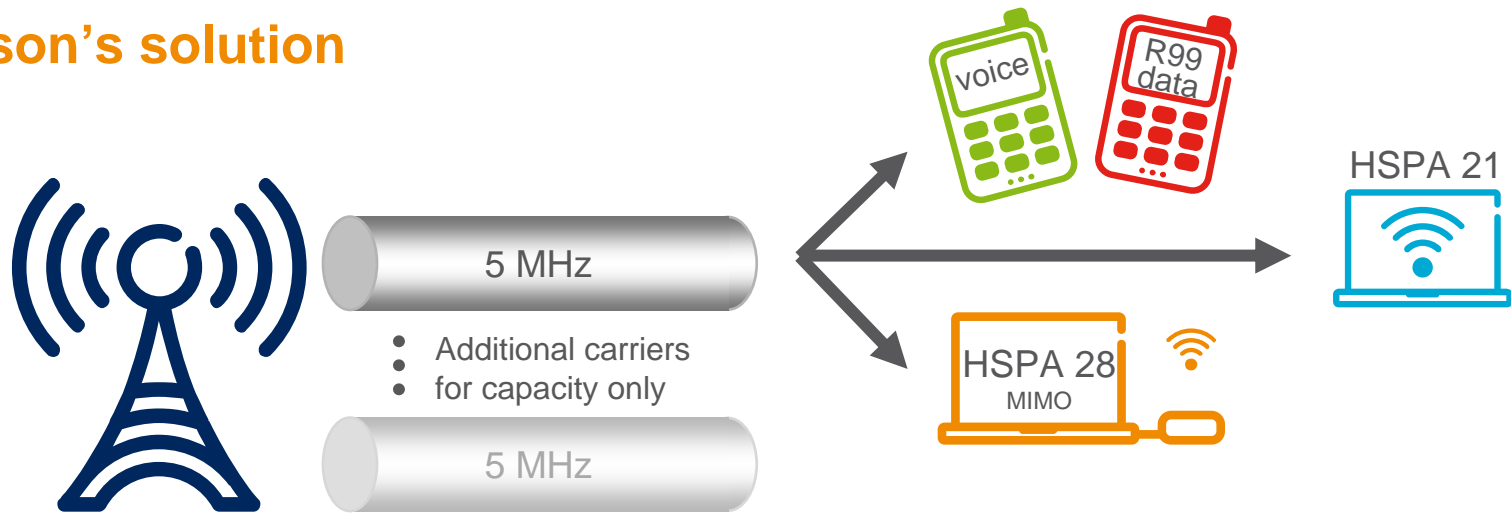 son's solution
voice
R99
data
HSPA 21
5 MHz
Additional carriers
for capacity only
HSPA 28
MIMO
5 MHz